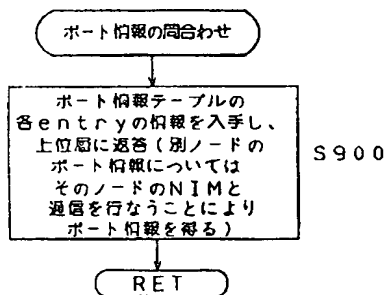 ポート情報の問合わせ
ポート情報テーブルの
各entryの情報を入手し、
上位層に返答(別ノードの
ポート情報については
そのノードのNIMと
通信を行なうことにより
ポート情報を得る)
S900
RET